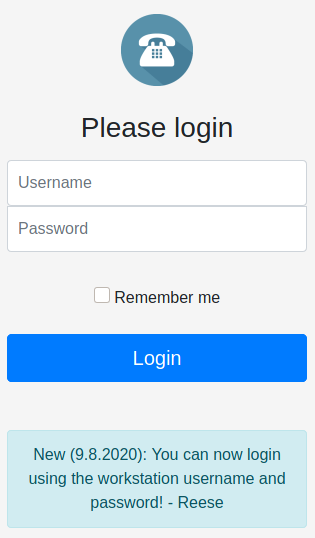 Please login
Username
Password
Remember me
Login
New (9.8.2020): You can now login
using the workstation username and
password! - Reese